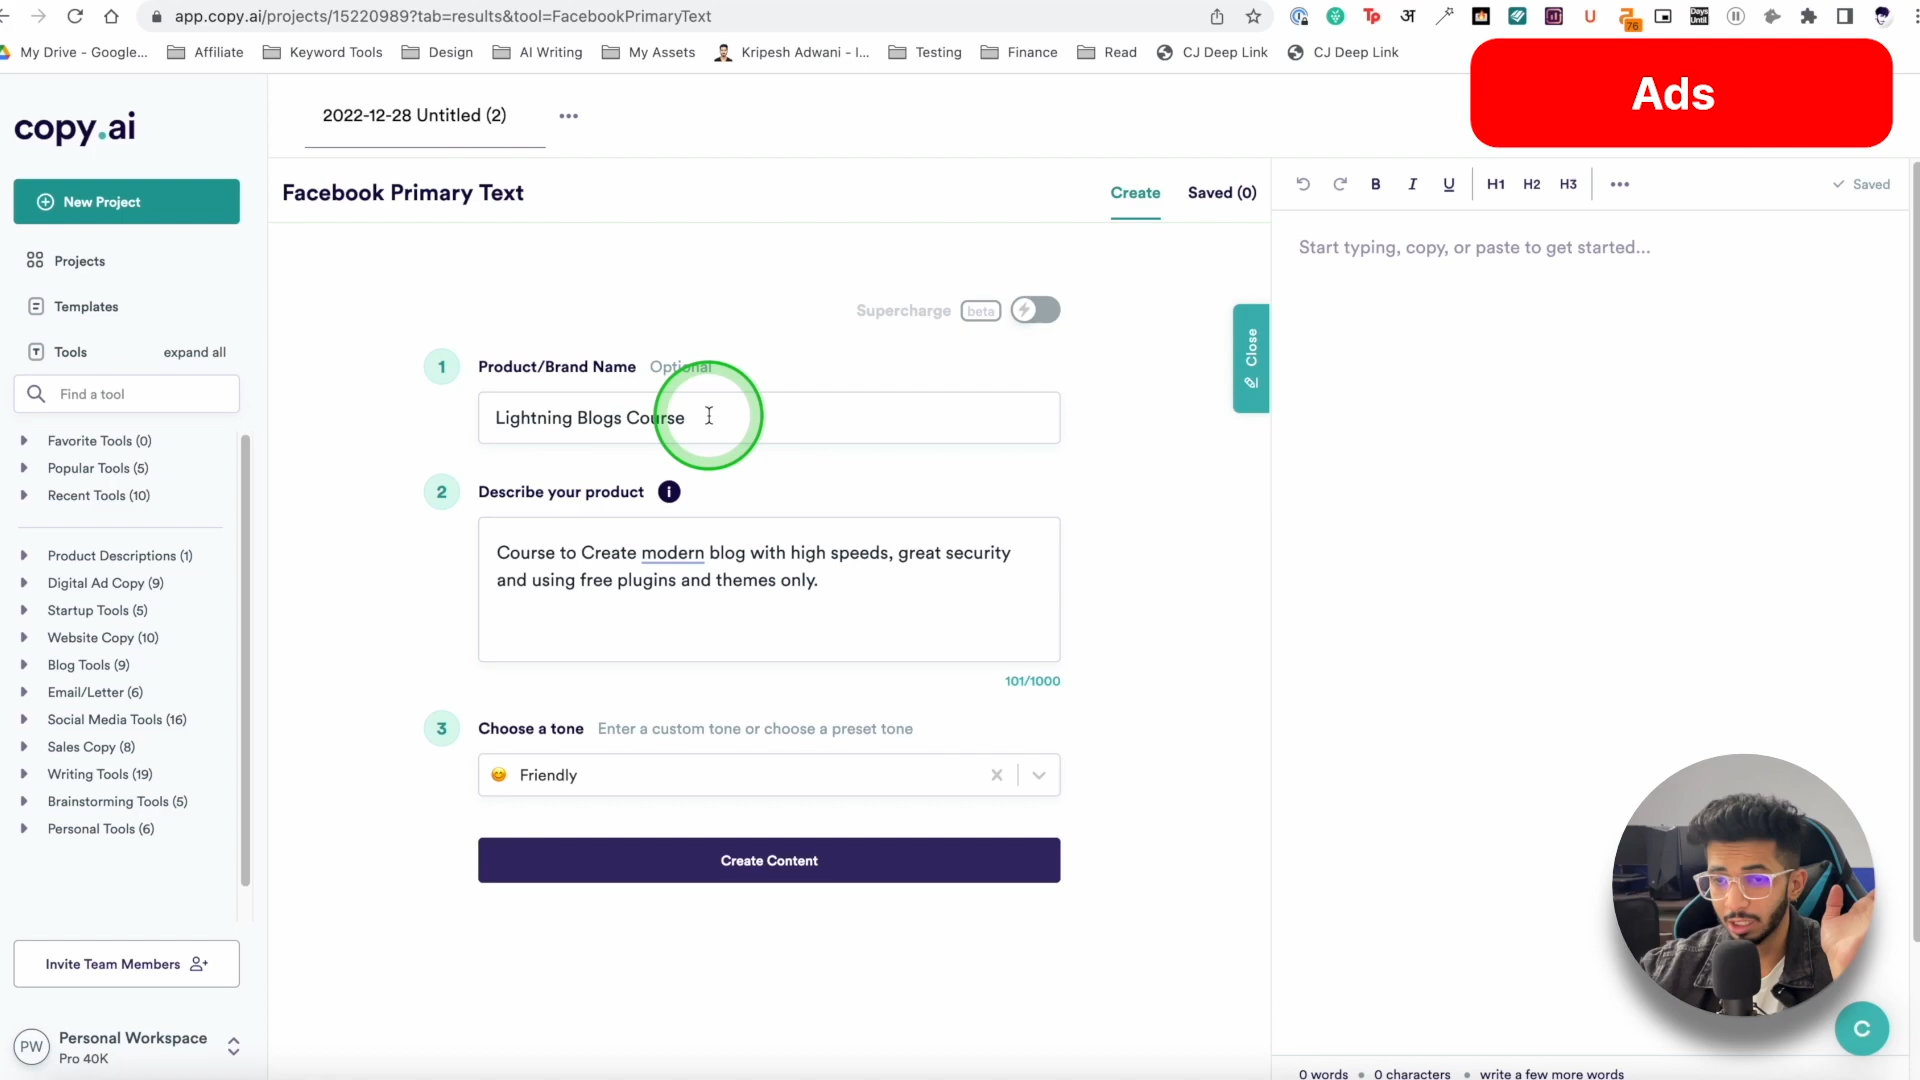 app.copy.ai/projects/15220989?tab=results&tool=FacebookPrimaryText
My Drive - Google...
Affiliate
Keyword Tools
Design
AI Writing
My Assets
Kripesh Adwani - I...
Testing
Finance
Read
CJ Deep Link
CJ Deep Link
Ads
copy.ai
2022-12-28 Untitled (2)
New Project
Projects
Templates
Tools expand all
Find a tool
Favorite Tools (0)
Popular Tools (5)
Recent Tools (10)
Product Descriptions (1)
Digital Ad Copy (9)
Startup Tools (5)
Website Copy (10)
Blog Tools (9)
Email/Letter (6)
Social Media Tools (16)
Sales Copy (8)
Writing Tools (19)
Brainstorming Tools (5)
Personal Tools (6)
Invite Team Members
PW
Personal Workspace
Pro 40K
Facebook Primary Text
Create
Saved (0)
Supercharge beta
1 Product/Brand Name Optional
Lightning Blogs Course
2 Describe your product i
Course to Create modern blog with high speeds, great security
and using free plugins and themes only.
101/1000
3 Choose a tone Enter a custom tone or choose a preset tone
Friendly
Create Content
Close
B I U H1 H2 H3
Saved
Start typing, copy, or paste to get started...
C
0 words • 0 characters • write a few more words
76
Tp
अ
Days Until
U